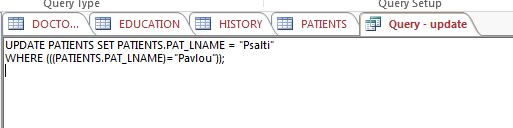 Query Type
Query Setup
DOCTO...
EDUCATION
HISTORY
PATIENTS
Query - update
UPDATE PATIENTS SET PATIENTS.PAT_LNAME = "Psalti"
WHERE (((PATIENTS.PAT_LNAME)="Pavlou"));